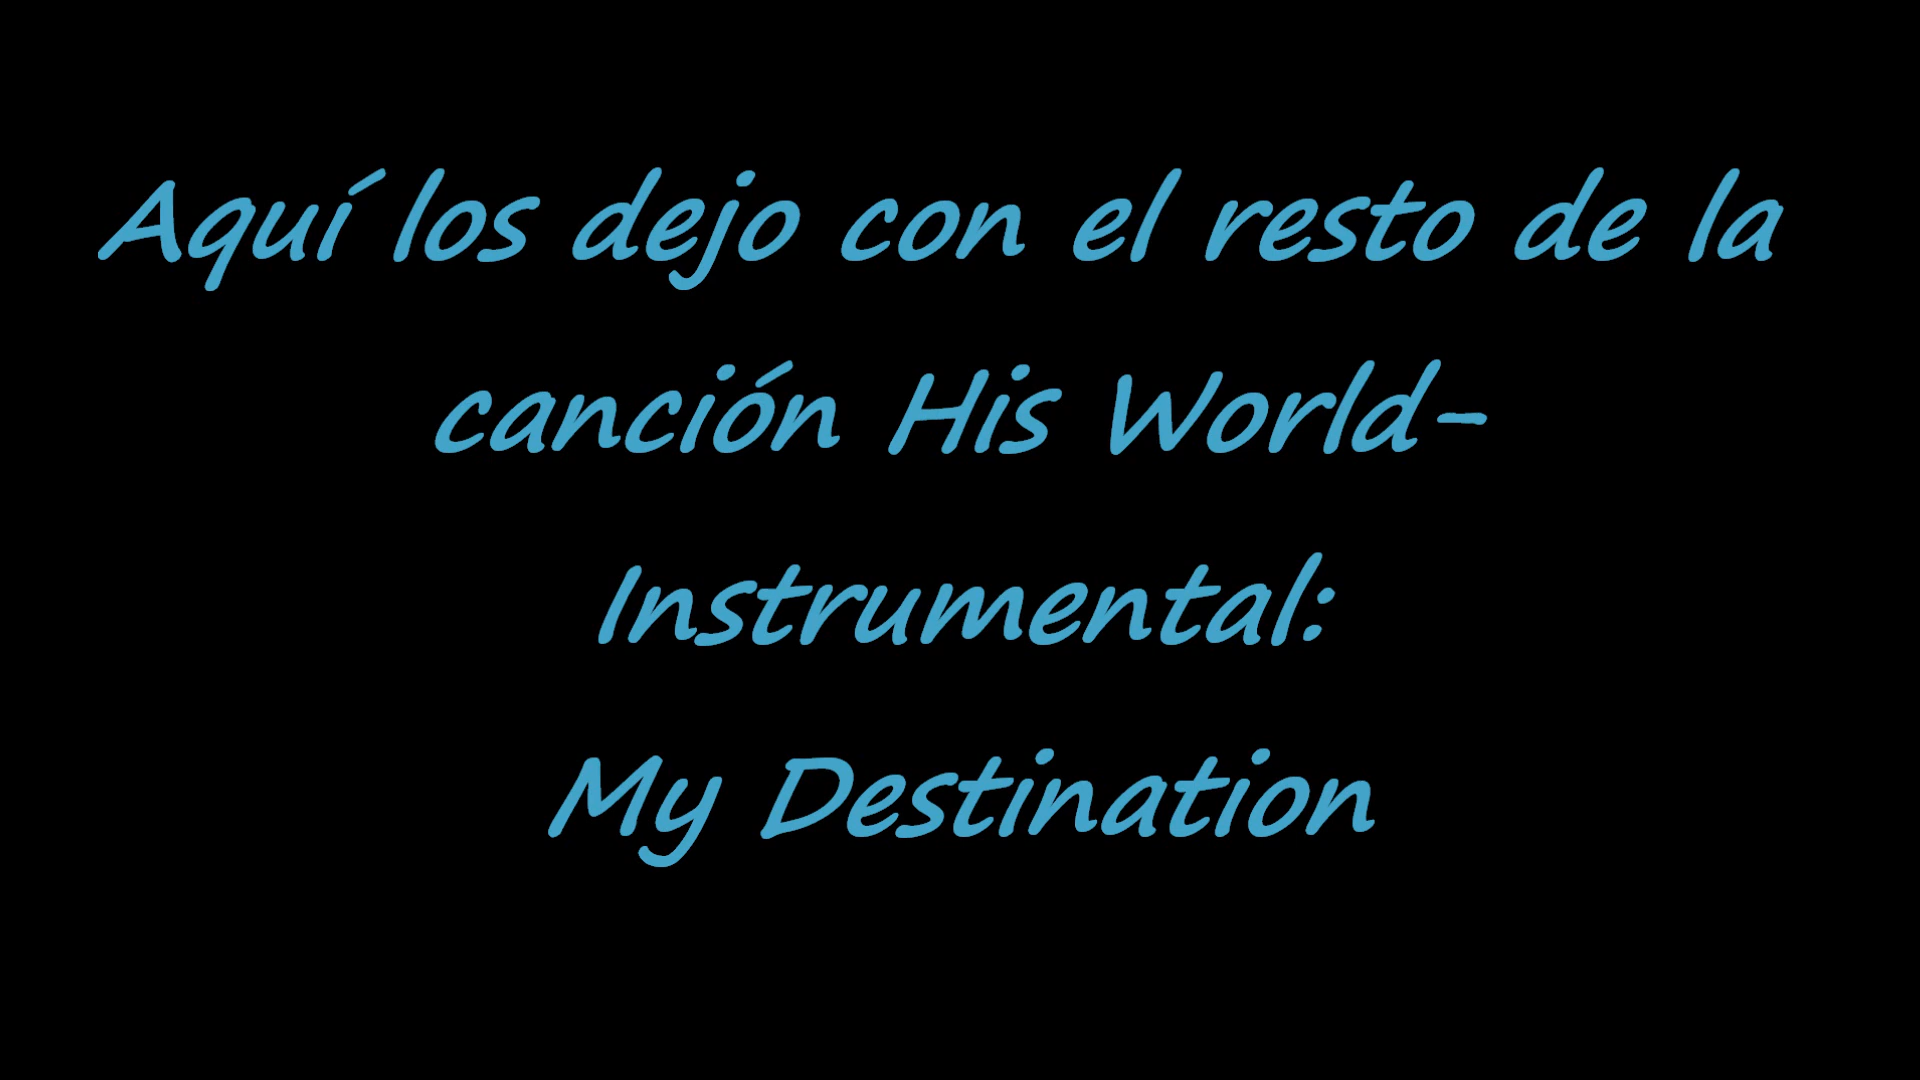 Aquí los dejo con el resto de la
canción His World-
Instrumental:
My Destination